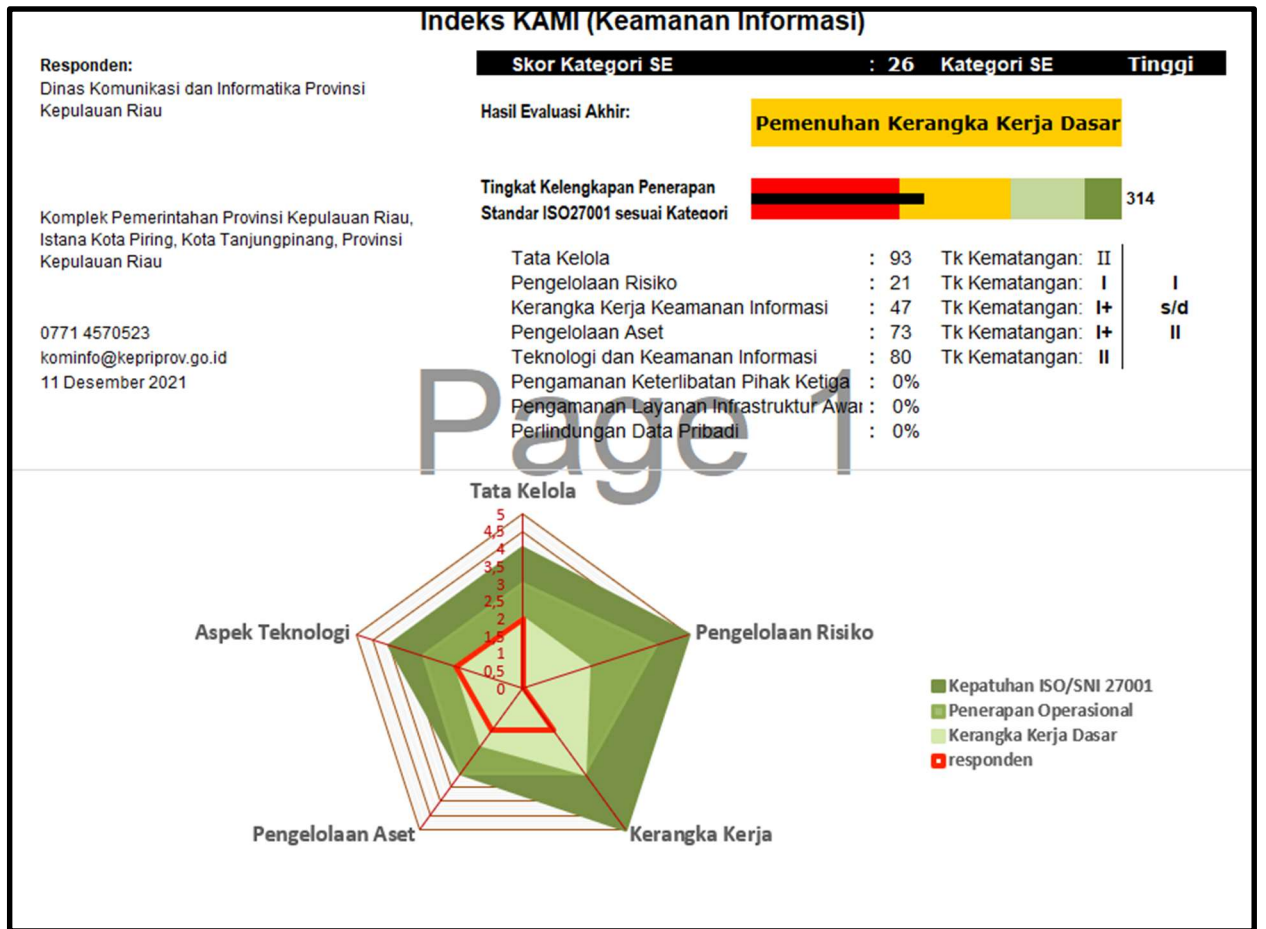 Indeks KAMI (Keamanan Informasi)
Responden:
Dinas Komunikasi dan Informatika Provinsi
Kepulauan Riau
Komplek Pemerintahan Provinsi Kepulauan Riau,
Istana Kota Piring, Kota Tanjungpinang, Provinsi
Kepulauan Riau
0771 4570523
kominfo@kepriprov.go.id
11 Desember 2021
Skor Kategori SE : 26 Kategori SE Tinggi
Hasil Evaluasi Akhir:
Pemenuhan Kerangka Kerja Dasar
Tingkat Kelengkapan Penerapan
Standar ISO27001 sesuai Kategori
314
Tata Kelola : 93 Tk Kematangan: II
Pengelolaan Risiko : 21 Tk Kematangan: I I
Kerangka Kerja Keamanan Informasi : 47 Tk Kematangan: I+ s/d
Pengelolaan Aset : 73 Tk Kematangan: I+ II
Teknologi dan Keamanan Informasi : 80 Tk Kematangan: II
Pengamanan Keterlibatan Pihak Ketiga : 0%
Pengamanan Layanan Infrastruktur Awar : 0%
Perlindungan Data Pribadi : 0%
Page 1
Tata Kelola
5
4,5
4
3,5
3
2,5
2
1,5
1
0,5
0
Aspek Teknologi
Pengelolaan Risiko
Pengelolaan Aset
Kerangka Kerja
Kepatuhan ISO/SNI 27001
Penerapan Operasional
Kerangka Kerja Dasar
responden